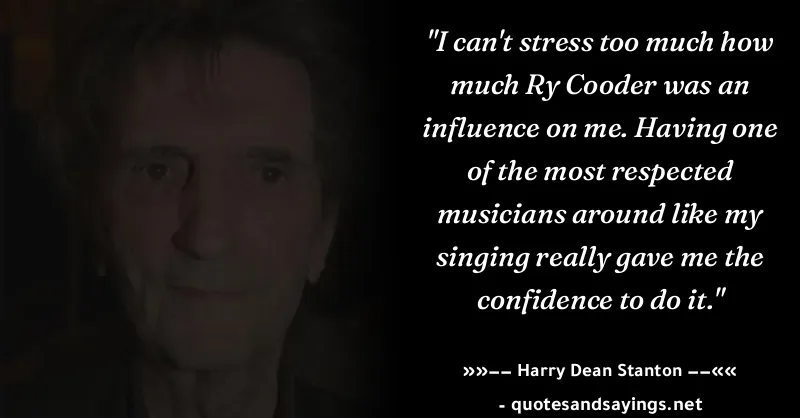 "I can't stress too much how
much Ry Cooder was an
influence on me. Having one
of the most respected
musicians around like my
singing really gave me the
confidence to do it."
»»–– Harry Dean Stanton ––««
- quotesandsayings.net